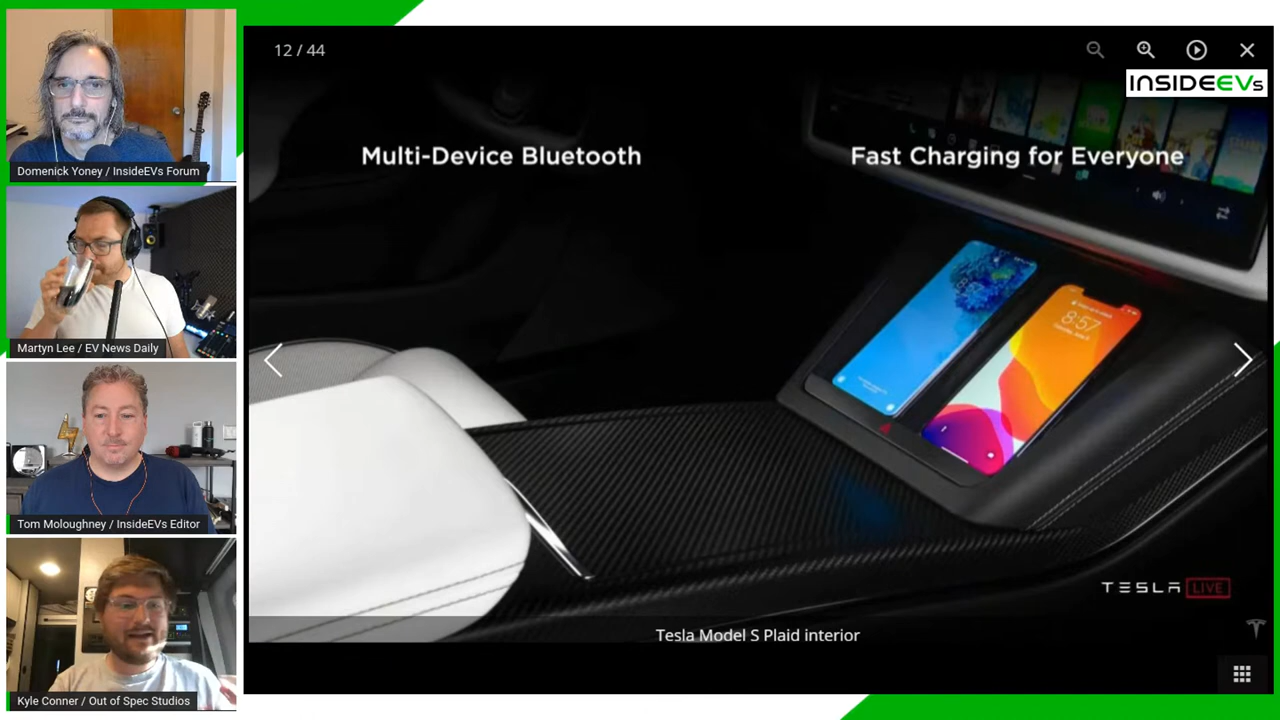 12 / 44
INSIDEEVs
Multi-Device Bluetooth
Fast Charging for Everyone
8:57
TESLA LIVE
Tesla Model S Plaid interior
Domenick Yoney / InsideEVs Forum
Martyn Lee / EV News Daily
Tom Moloughney / InsideEVs Editor
Kyle Conner / Out of Spec Studios